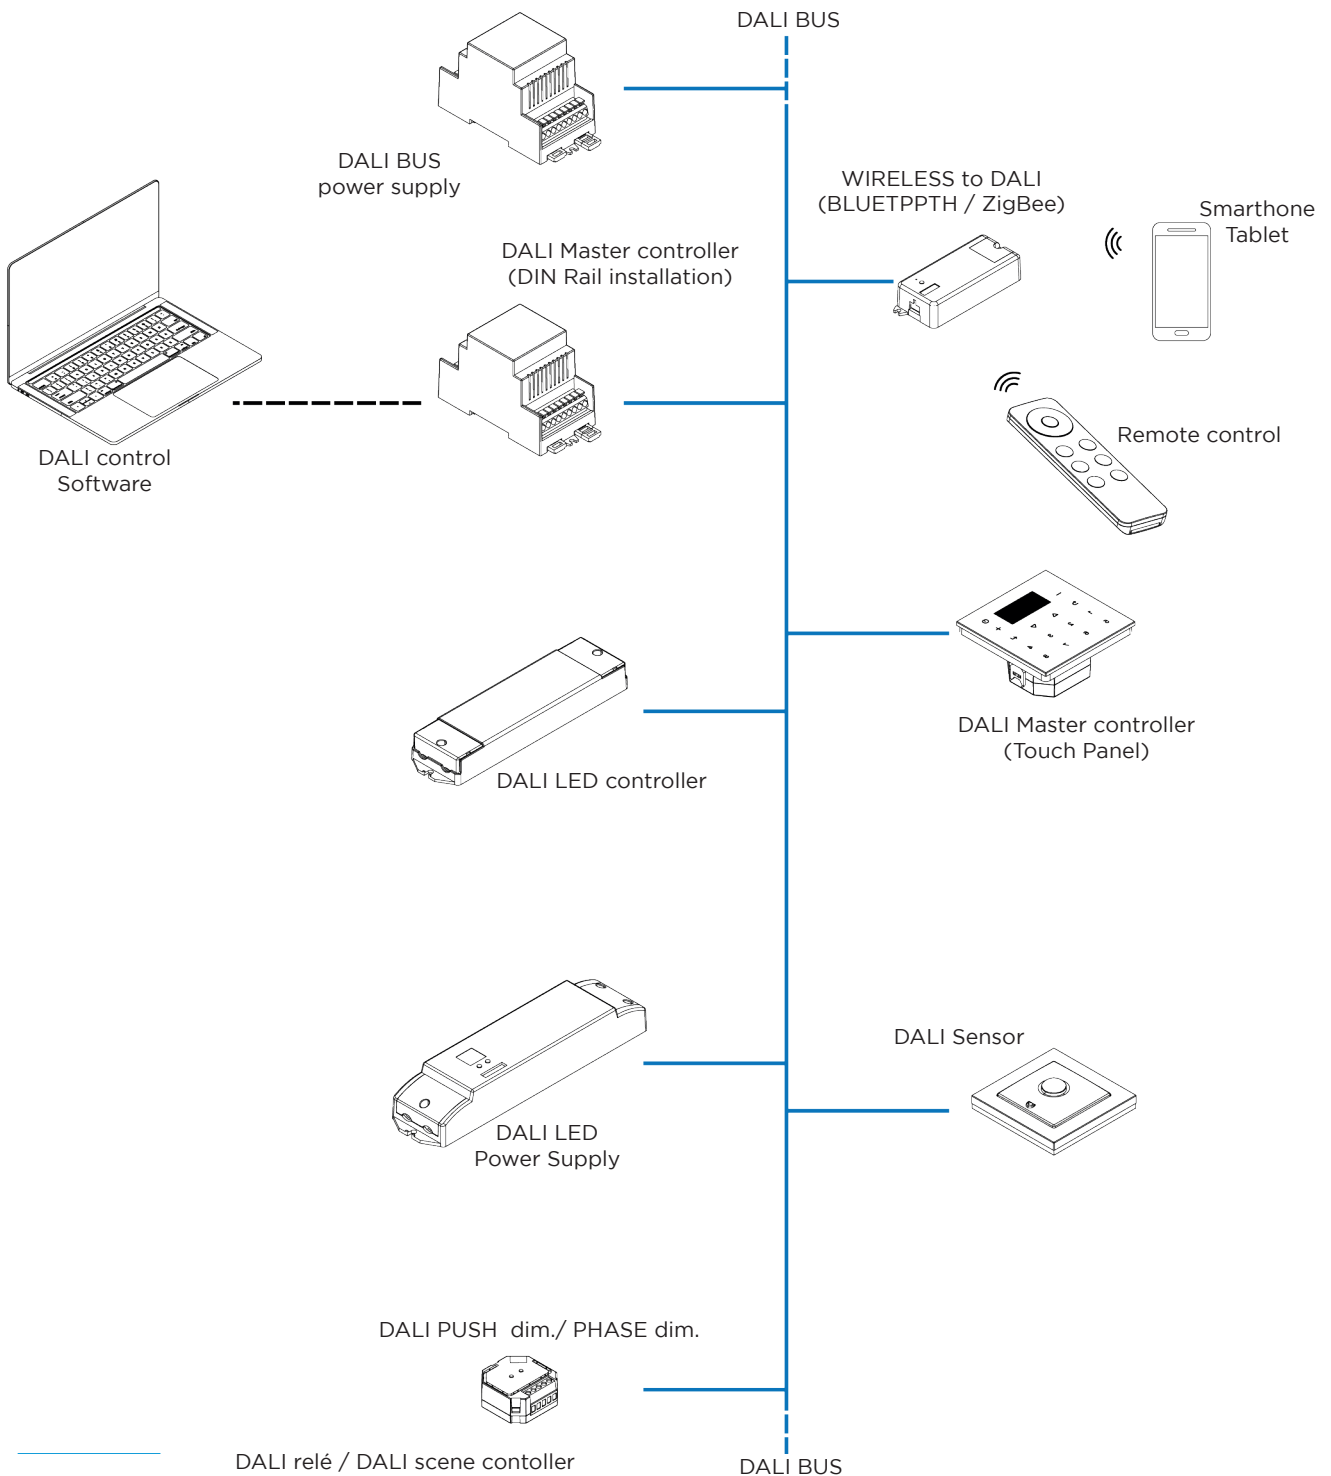 DALI BUS
DALI BUS
power supply
WIRELESS to DALI
(BLUETPPTH / ZigBee)
Smarthone
Tablet
DALI Master controller
(DIN Rail installation)
Remote control
DALI control
Software
DALI Master controller
(Touch Panel)
DALI LED controller
DALI Sensor
DALI LED
Power Supply
DALI PUSH  dim./ PHASE dim.
DALI relé / DALI scene contoller
DALI BUS